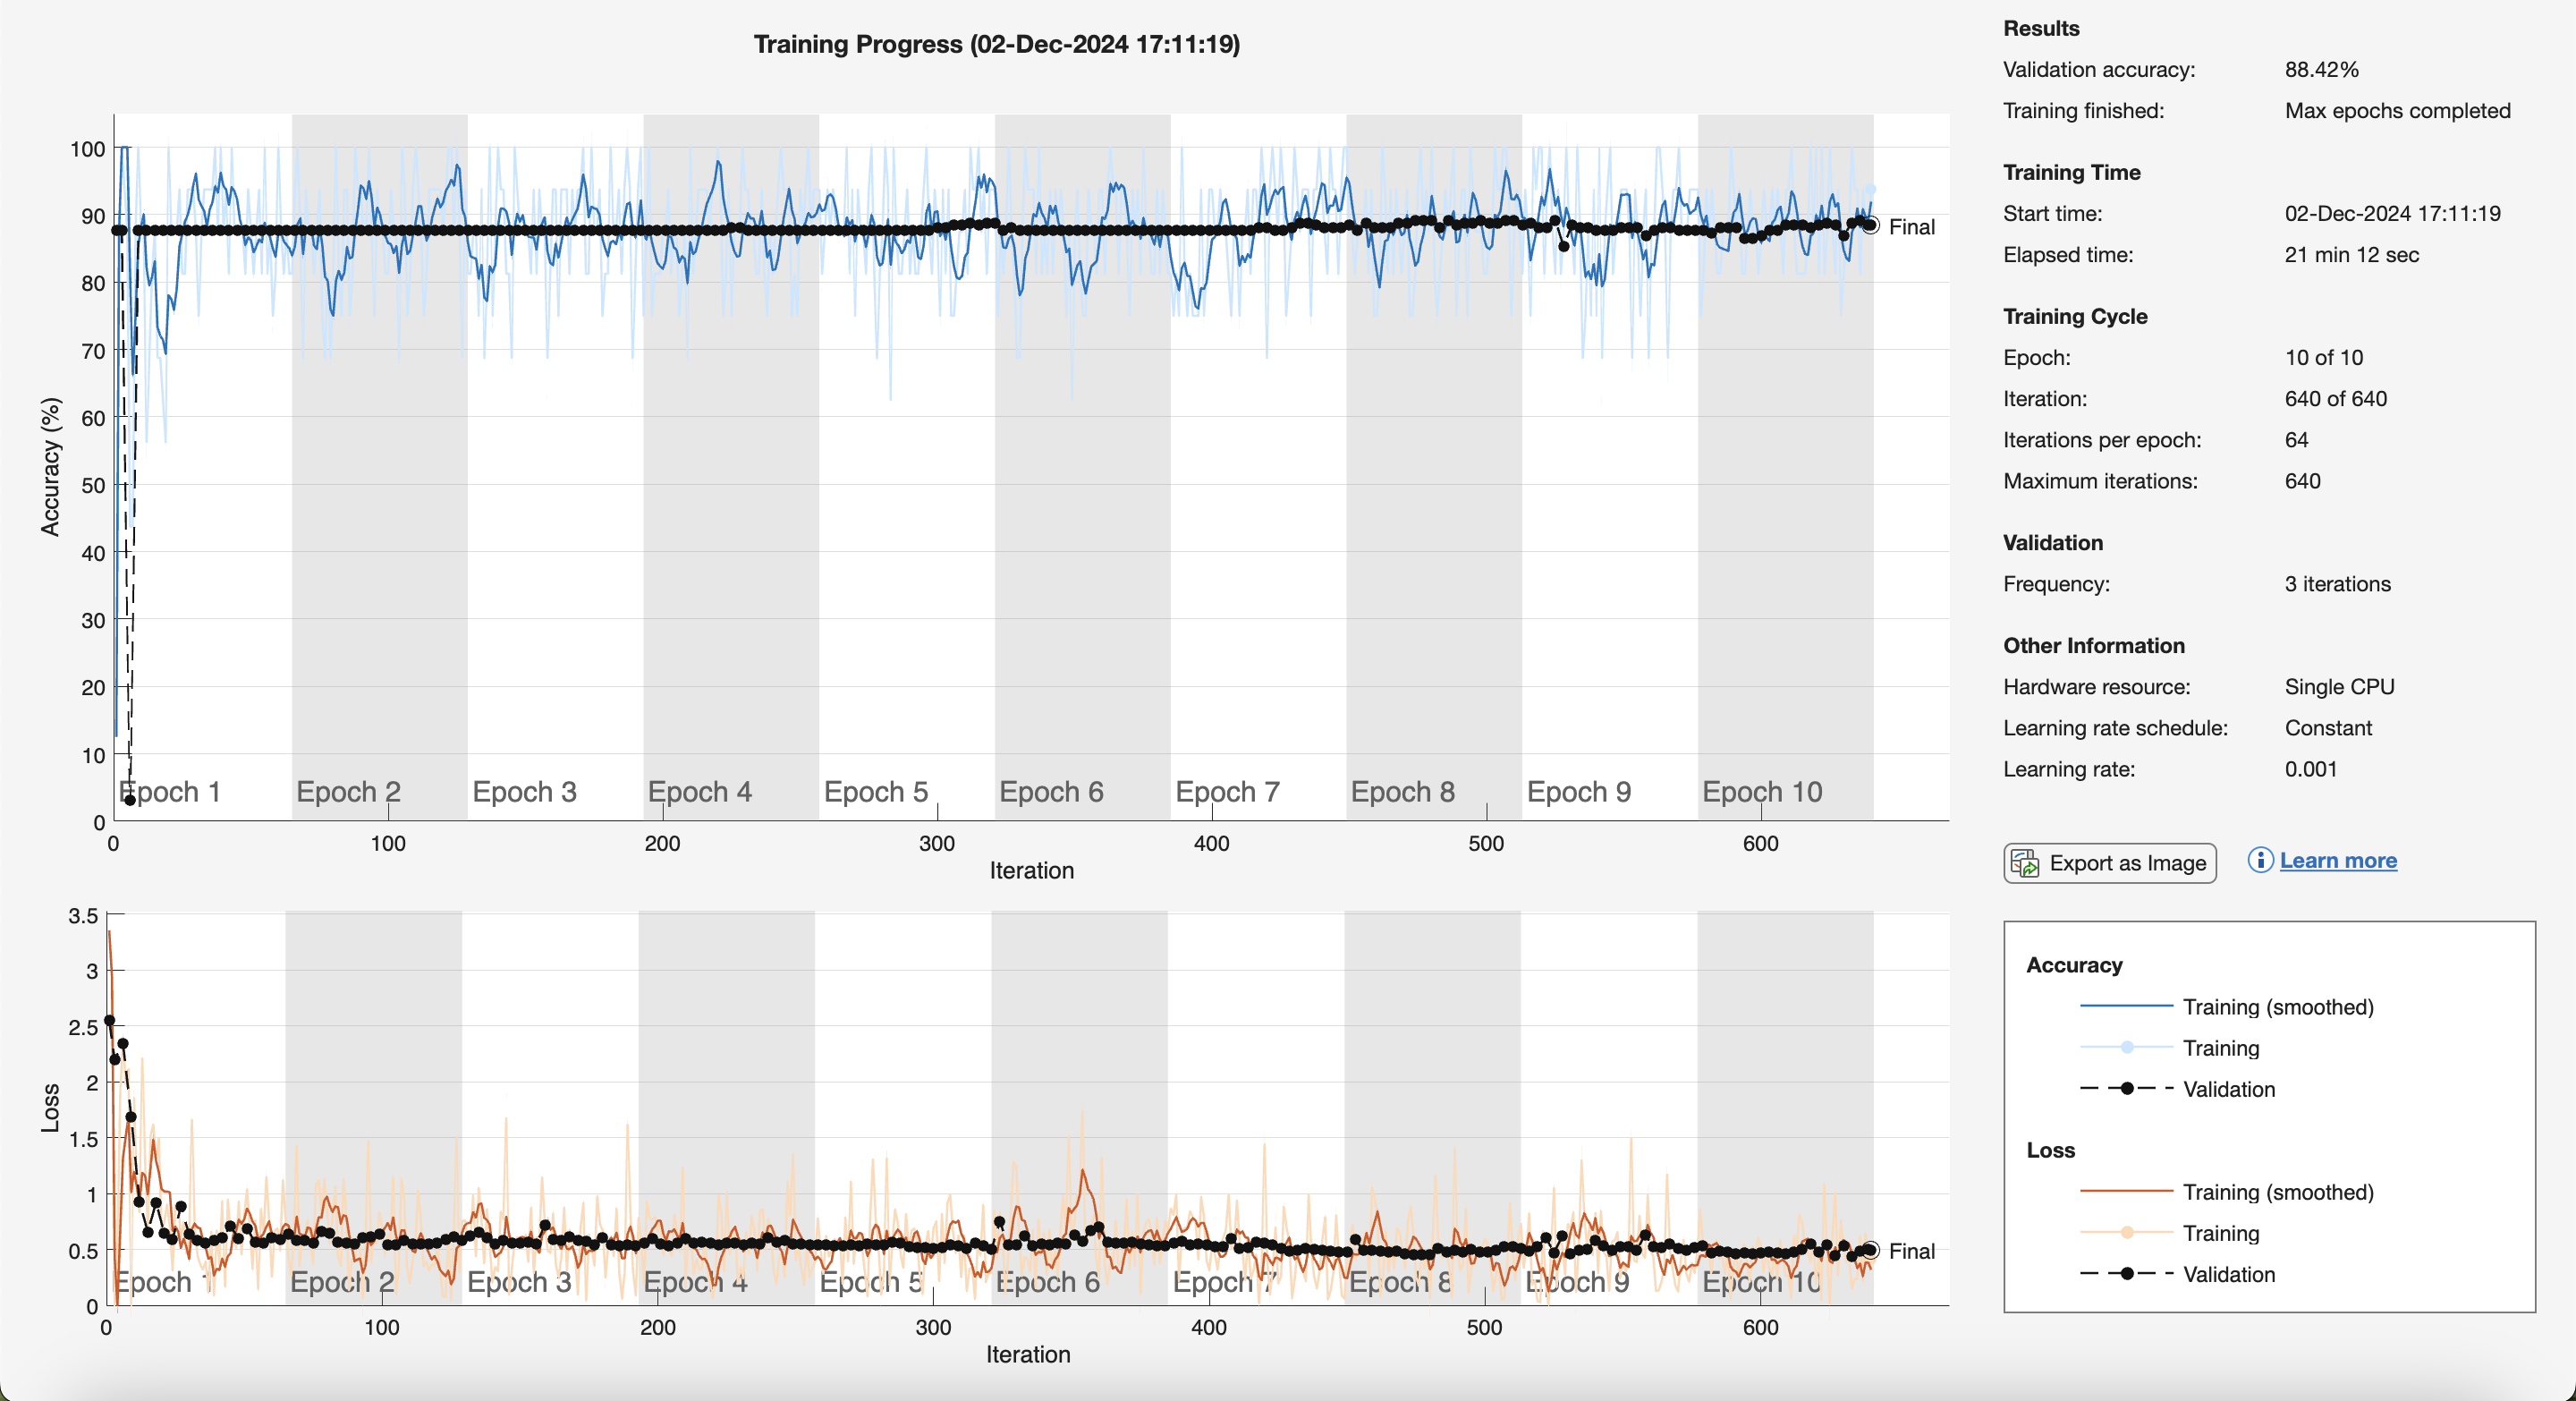 Training Progress (02-Dec-2024 17:11:19)
100
90
80
70
60
50
40
30
20
10
0
Accuracy (%)
Final
Epoch 1
Epoch 2
Epoch 3
Epoch 4
Epoch 5
Epoch 6
Epoch 7
Epoch 8
Epoch 9
Epoch 10
0
100
200
300
400
500
600
Iteration
3.5
3
2.5
2
1.5
1
0.5
0
Loss
Final
Epoch 1
Epoch 2
Epoch 3
Epoch 4
Epoch 5
Epoch 6
Epoch 7
Epoch 8
Epoch 9
Epoch 10
0
100
200
300
400
500
600
Iteration
Results
Validation accuracy: 88.42%
Training finished: Max epochs completed
Training Time
Start time: 02-Dec-2024 17:11:19
Elapsed time: 21 min 12 sec
Training Cycle
Epoch: 10 of 10
Iteration: 640 of 640
Iterations per epoch: 64
Maximum iterations: 640
Validation
Frequency: 3 iterations
Other Information
Hardware resource: Single CPU
Learning rate schedule: Constant
Learning rate: 0.001
Export as Image
Learn more
Accuracy
Training (smoothed)
Training
Validation
Loss
Training (smoothed)
Training
Validation